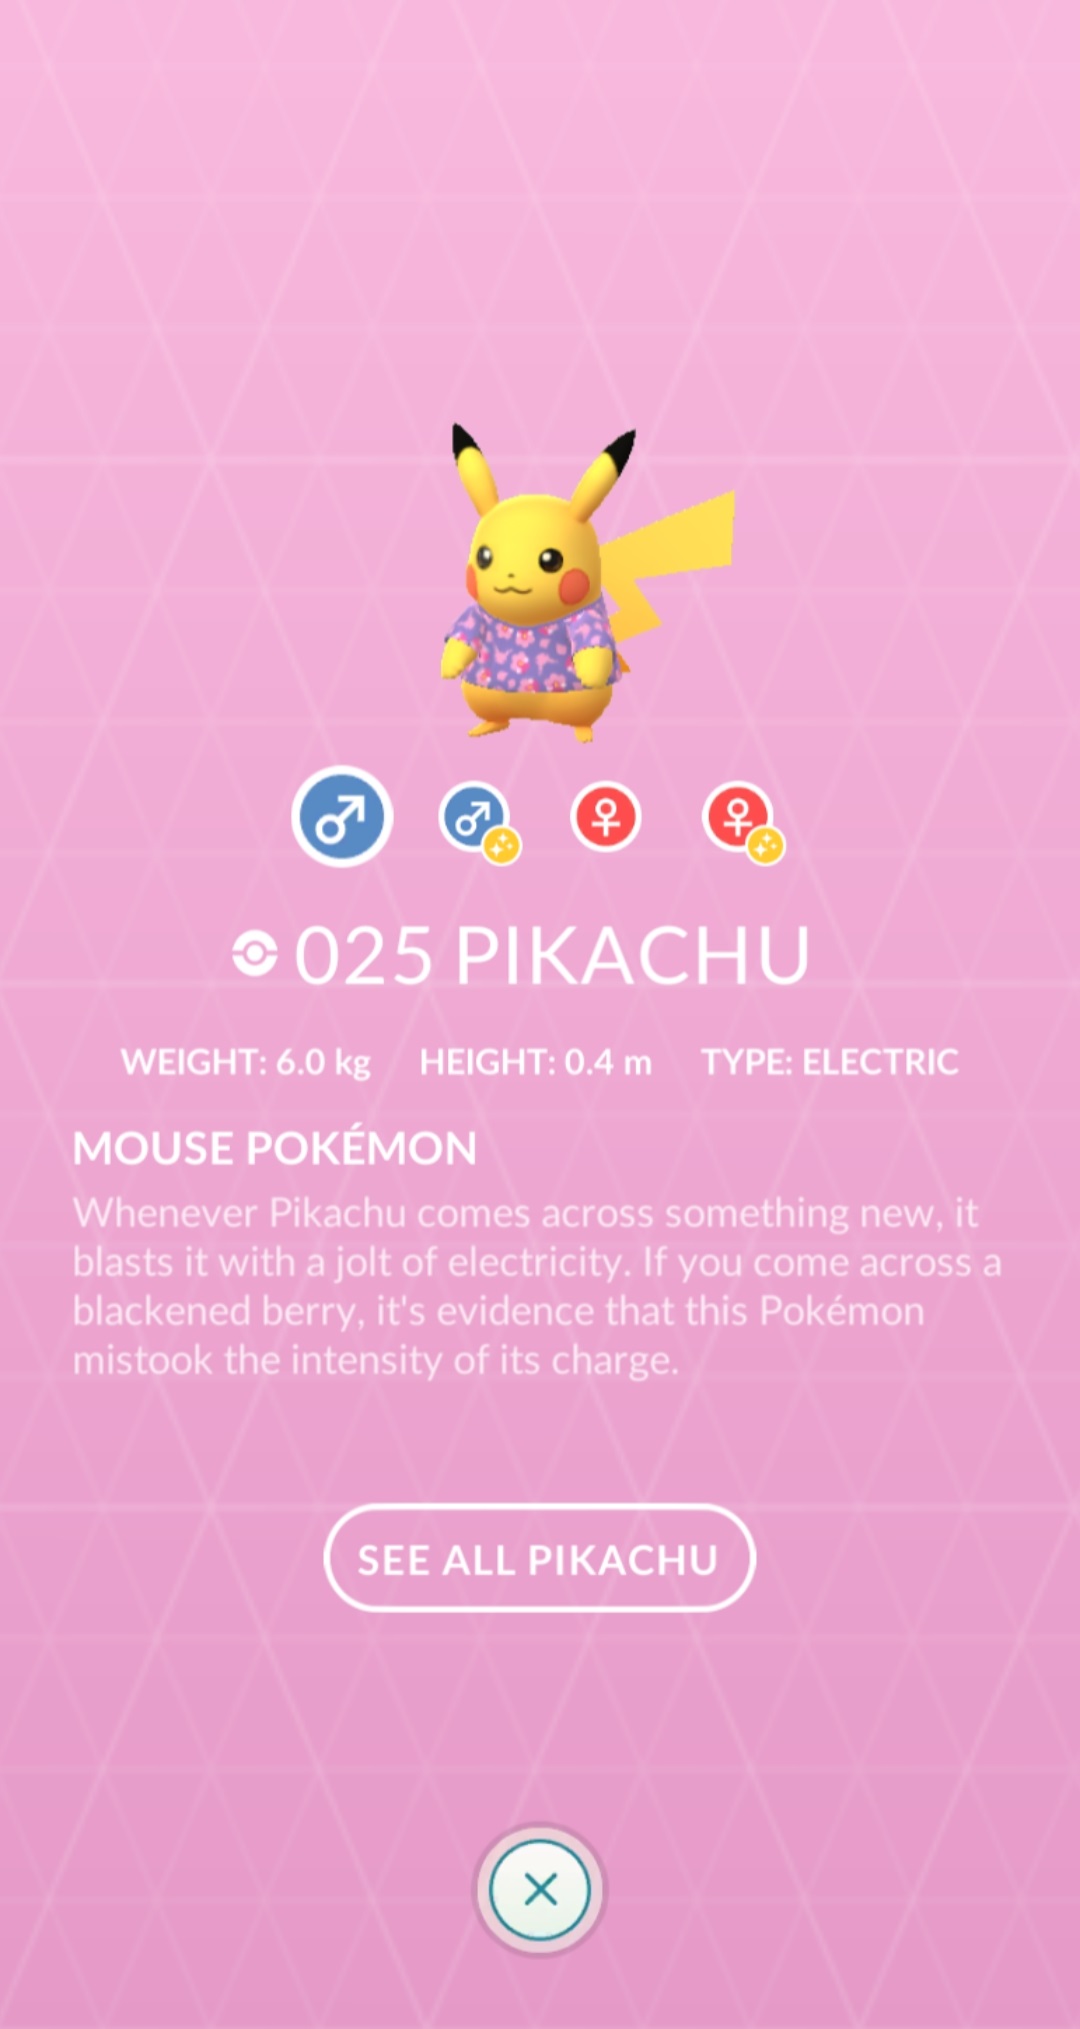 025 PIKACHU
WEIGHT: 6.0 kg HEIGHT: 0.4 m TYPE: ELECTRIC
MOUSE POKÉMON
Whenever Pikachu comes across something new, it
blasts it with a jolt of electricity. If you come across a
blackened berry, it's evidence that this Pokémon
mistook the intensity of its charge.
SEE ALL PIKACHU